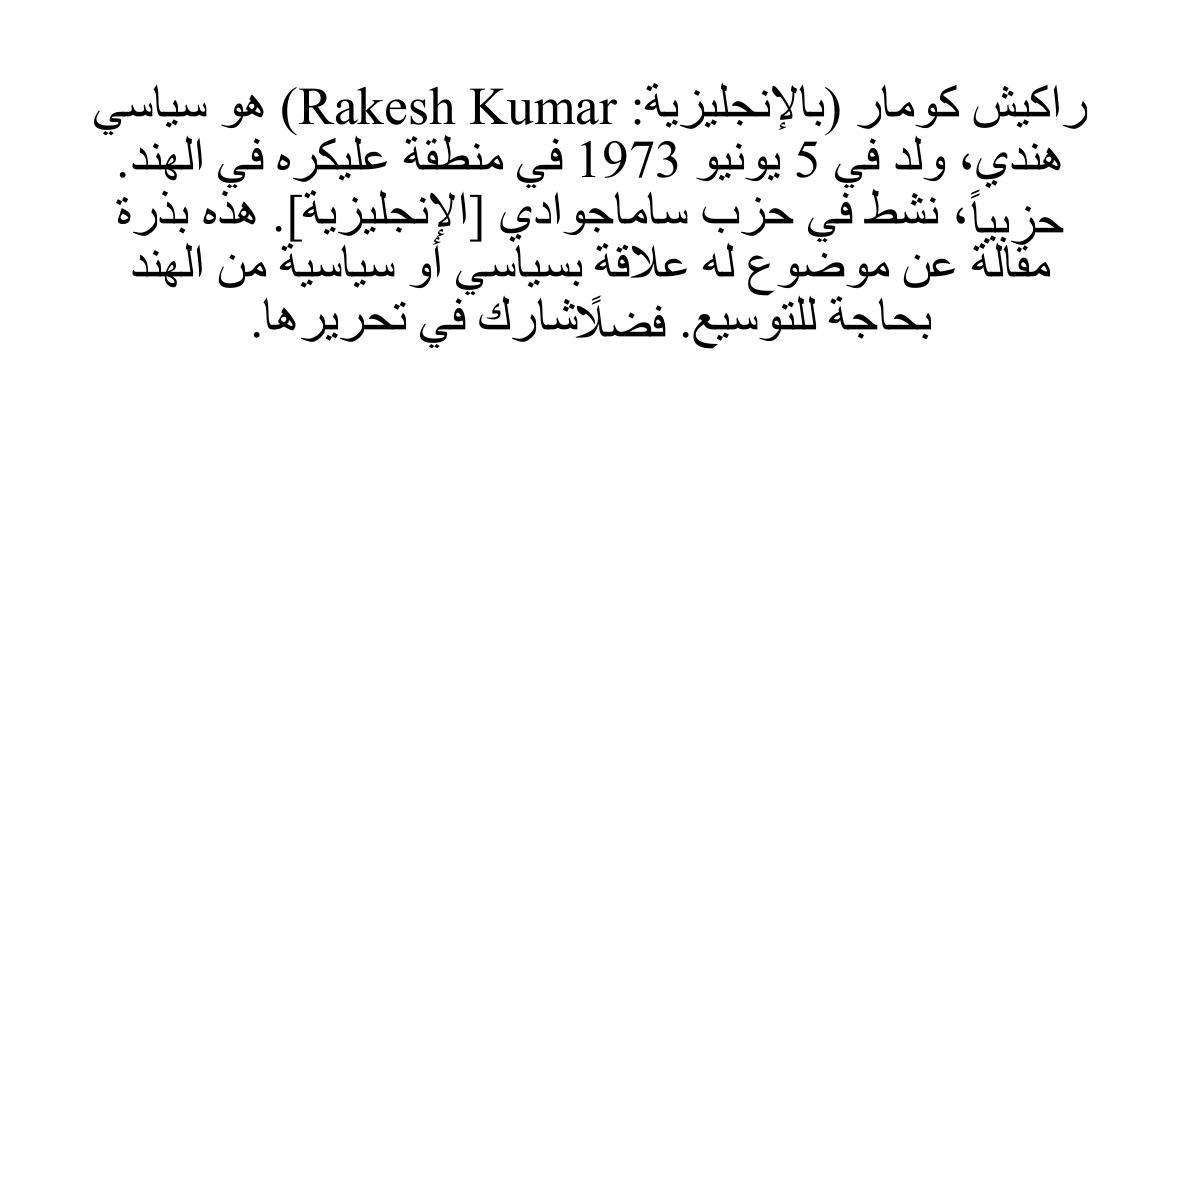 راكيش كومار (بالإنجليزية: Rakesh Kumar) هو سياسي
هندي، ولد في 5 يونيو 1973 في منطقة عليكره في الهند.
حزبياً، نشط في حزب ساماجوادي [الإنجليزية]. هذه بذرة
مقالة عن موضوع له علاقة بسياسي أو سياسية من الهند
بحاجة للتوسيع. فضلًاشارك في تحريرها.